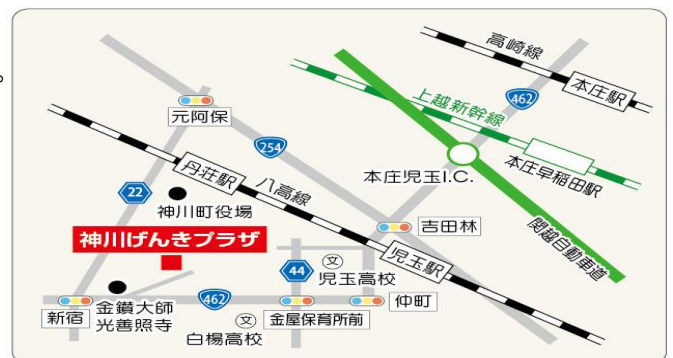 。
高崎線
本庄駅
462
上越新幹線
本庄早稲田駅
元阿保
254
本庄児玉I.C.
丹荘駅
八高線
22
神川町役場
吉田林
関越自動車道
神川げんきプラザ
児玉駅
44
文
児玉高校
新宿
金鑚大師
光善照寺
462
文
白楊高校
金屋保育所前
仲町